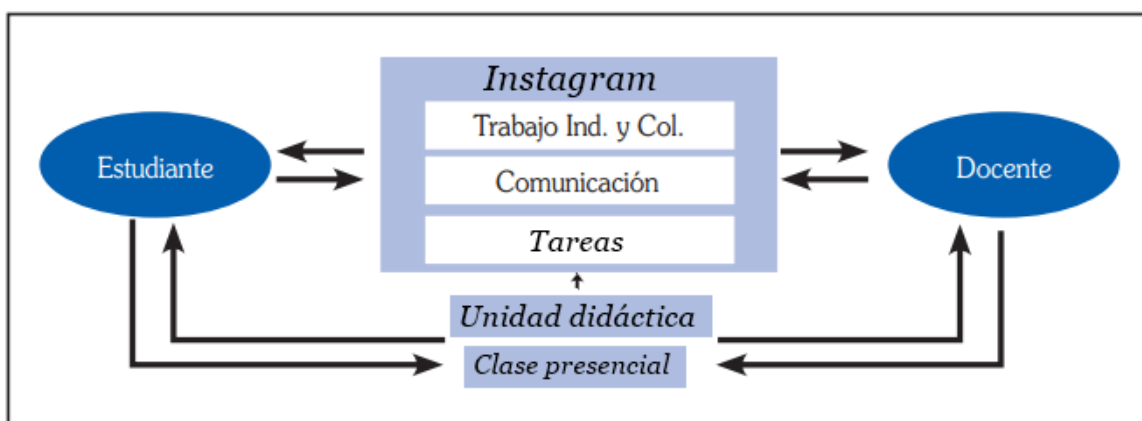 Instagram
Trabajo Ind. y Col.
Estudiante
Comunicación
Docente
Tareas
Unidad didáctica
Clase presencial